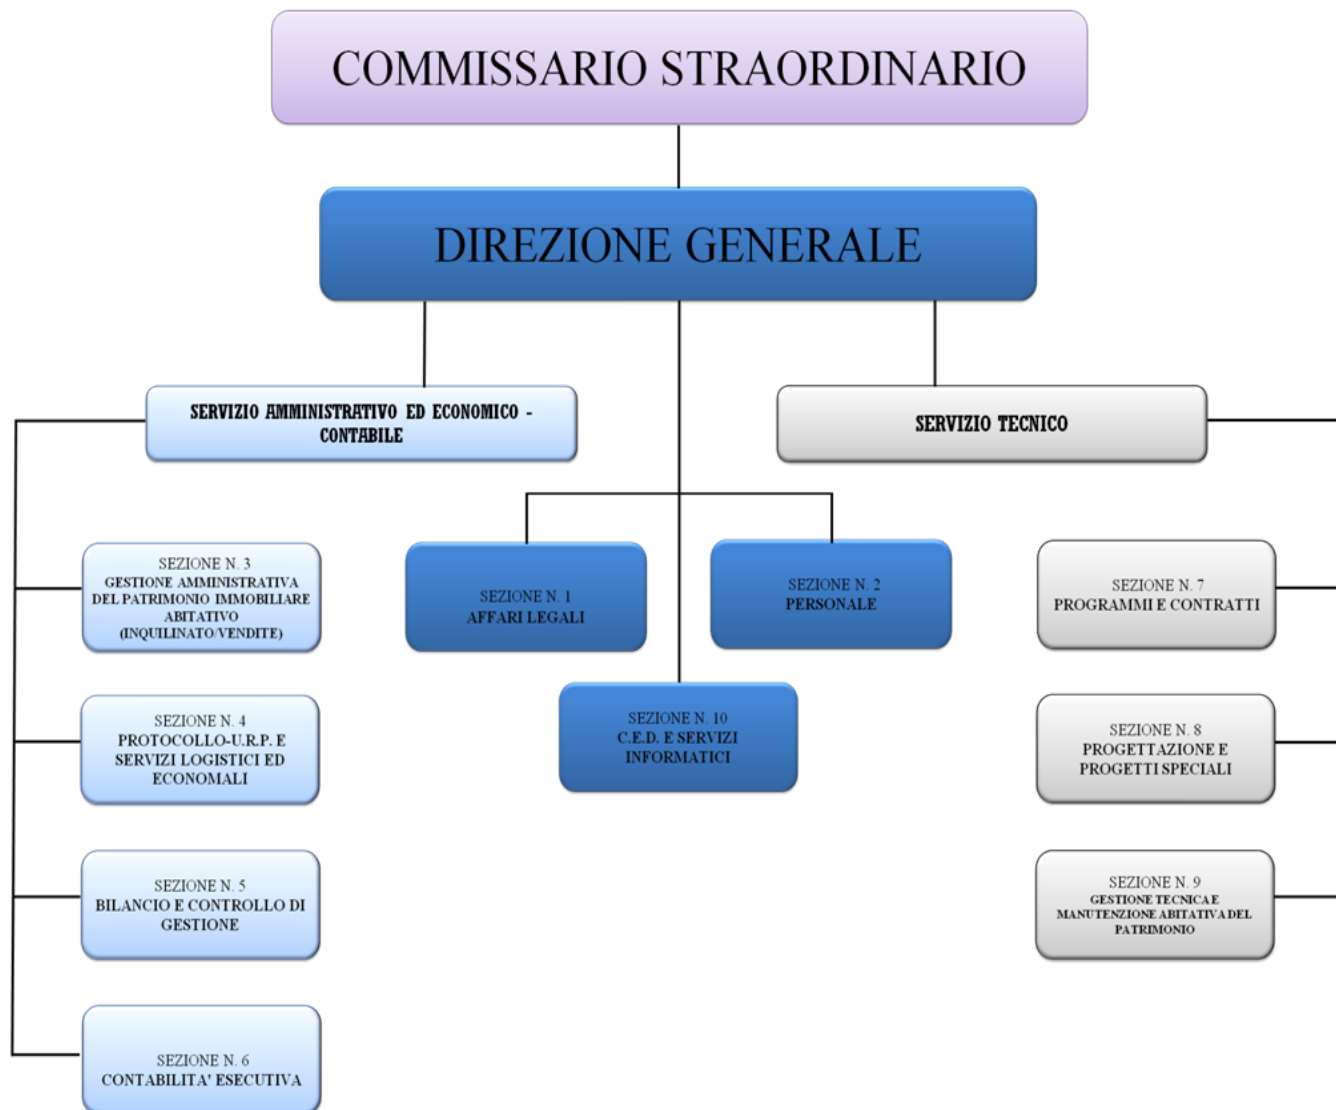 COMMISSARIO STRAORDINARIO
DIREZIONE GENERALE
SERVIZIO AMMINISTRATIVO ED ECONOMICO -
CONTABILE
SERVIZIO TECNICO
SEZIONE N. 3
GESTIONE AMMINISTRATIVA
DEL PATRIMONIO IMMOBILIARE
ABITATIVO
(INQUILINATO/VENDITE)
SEZIONE N. 1
AFFARI LEGALI
SEZIONE N. 2
PERSONALE
SEZIONE N. 7
PROGRAMMI E CONTRATTI
SEZIONE N. 4
PROTOCOLLO-U.R.P. E
SERVIZI LOGISTICI ED
ECONOMALI
SEZIONE N. 10
C.E.D. E SERVIZI
INFORMATICI
SEZIONE N. 8
PROGETTAZIONE E
PROGETTI SPECIALI
SEZIONE N. 5
BILANCIO E CONTROLLO DI
GESTIONE
SEZIONE N. 9
GESTIONE TECNICA E
MANUTENZIONE ABITATIVA DEL
PATRIMONIO
SEZIONE N. 6
CONTABILITA' ESECUTIVA